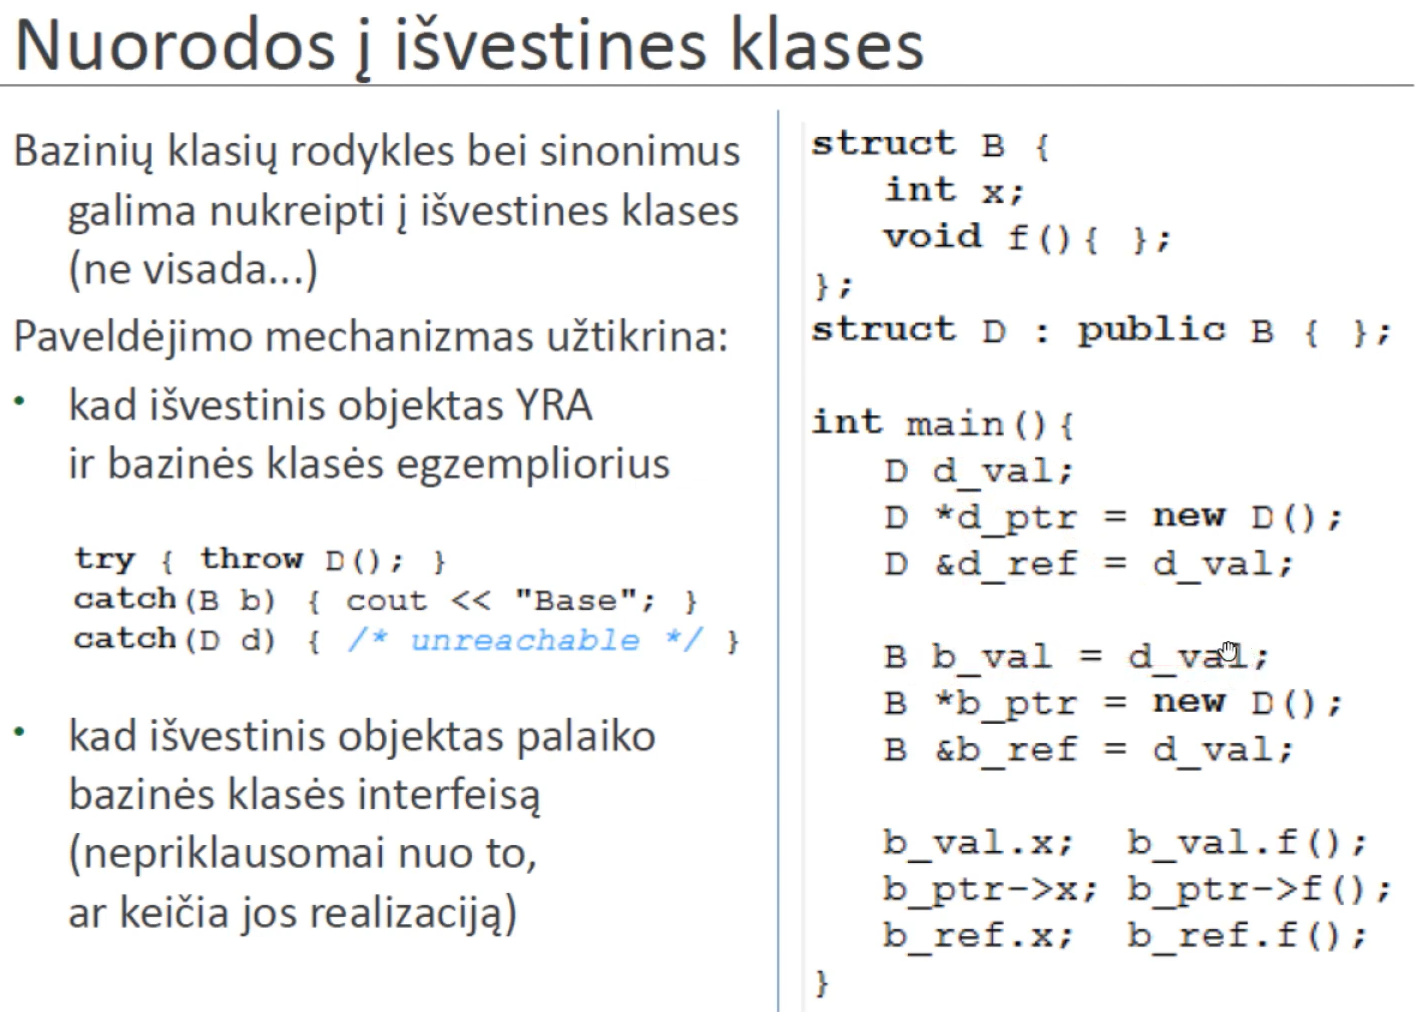 Nuorodos į išvestines klases
Bazinių klasių rodykles bei sinonimus
galima nukreipti į išvestines klases
(ne visada...)
Paveldėjimo mechanizmas užtikrina:
• kad išvestinis objektas YRA
ir bazinės klasės egzempliorius
try { throw D(); }
catch(B b) { cout << "Base"; }
catch(D d) { /* unreachable */ }
• kad išvestinis objektas palaiko
bazinės klasės interfeisą
(nepriklausomai nuo to,
ar keičia jos realizaciją)
struct B {
int x;
void f(){ };
};
struct D : public B { };
int main(){
D d_val;
D *d_ptr = new D();
D &d_ref = d_val;
B b_val = d_val;
B *b_ptr = new D();
B &b_ref = d_val;
b_val.x; b_val.f();
b_ptr->x; b_ptr->f();
b_ref.x; b_ref.f();
}